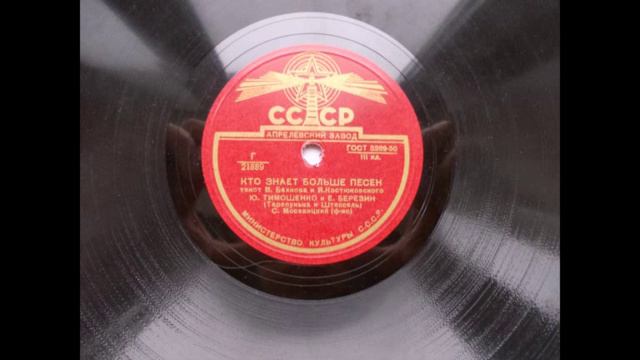 СССР
АПРЕЛЕВСКИЙ ЗАВОД
ГОСТ 5289-50
III кл.
Г
21889
КТО ЗНАЕТ БОЛЬШЕ ПЕСЕН
текст В. Бахнова и Я. Костюковского
Ю. ТИМОШЕНКО и Е. БЕРЕЗИН
(Тарапунька и Штепсель)
С. Москвицкий (ф-но)
МИНИСТЕРСТВО КУЛЬТУРЫ С.С.С.Р.